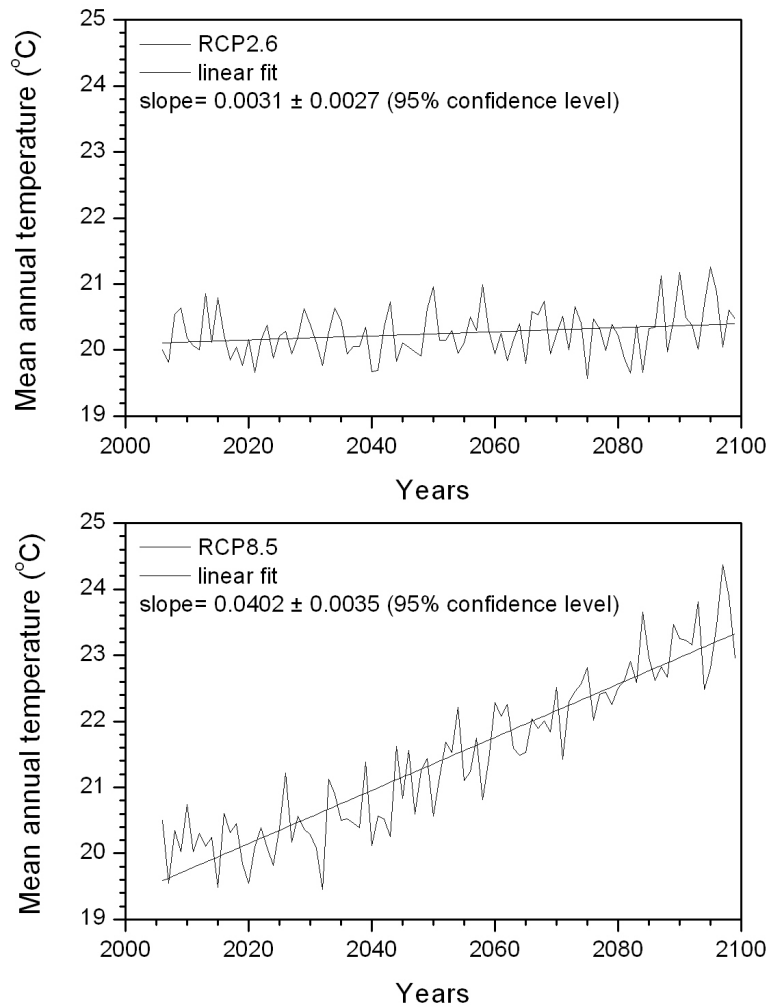 25
24
23
22
21
20
19
Mean annual temperature (°C)
RCP2.6
linear fit
slope= 0.0031 ± 0.0027 (95% confidence level)
2000 2020 2040 2060 2080 2100
Years
25
24
23
22
21
20
19
Mean annual temperature (°C)
RCP8.5
linear fit
slope= 0.0402 ± 0.0035 (95% confidence level)
2000 2020 2040 2060 2080 2100
Years